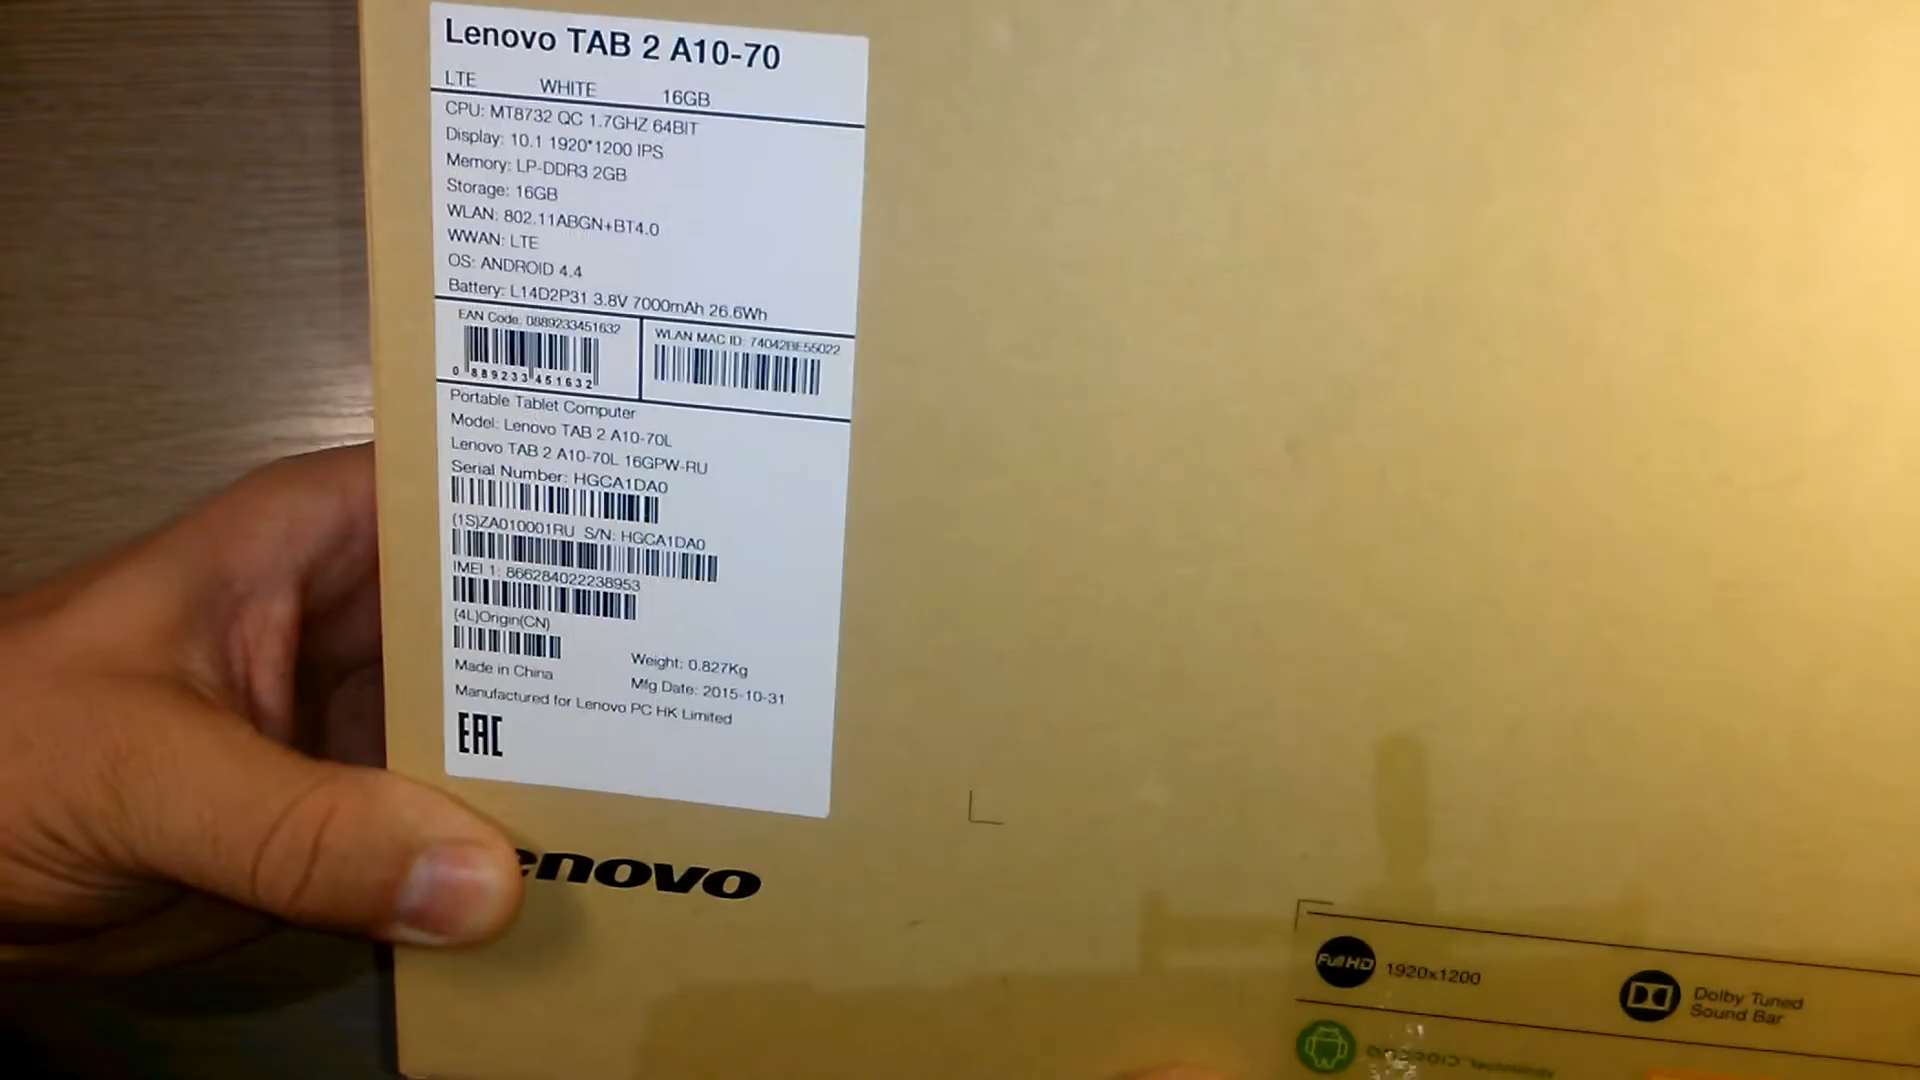 Lenovo TAB 2 A10-70
LTE WHITE 16GB
CPU: MT8732 QC 1.7GHZ 64BIT
Display: 10.1 1920*1200 IPS
Memory: LP-DDR3 2GB
Storage: 16GB
WLAN: 802.11ABGN+BT4.0
WWAN: LTE
OS: ANDROID 4.4
Battery: L14D2P31 3.8V 7000mAh 26.6Wh
EAN Code: 0889233451632
0 889233 451632
WLAN MAC ID: 74042BE55022
Portable Tablet Computer
Model: Lenovo TAB 2 A10-70L
Lenovo TAB 2 A10-70L 16GPW-RU
Serial Number: HGCA1DA0
(1S)ZA010001RU S/N: HGCA1DA0
IMEI 1: 866284022238953
(4L)Origin(CN)
Made in China
Weight: 0.827Kg
Mfg Date: 2015-10-31
Manufactured for Lenovo PC HK Limited
EAC
enovo
Full HD 1920x1200
Dolby Tuned
Sound Bar